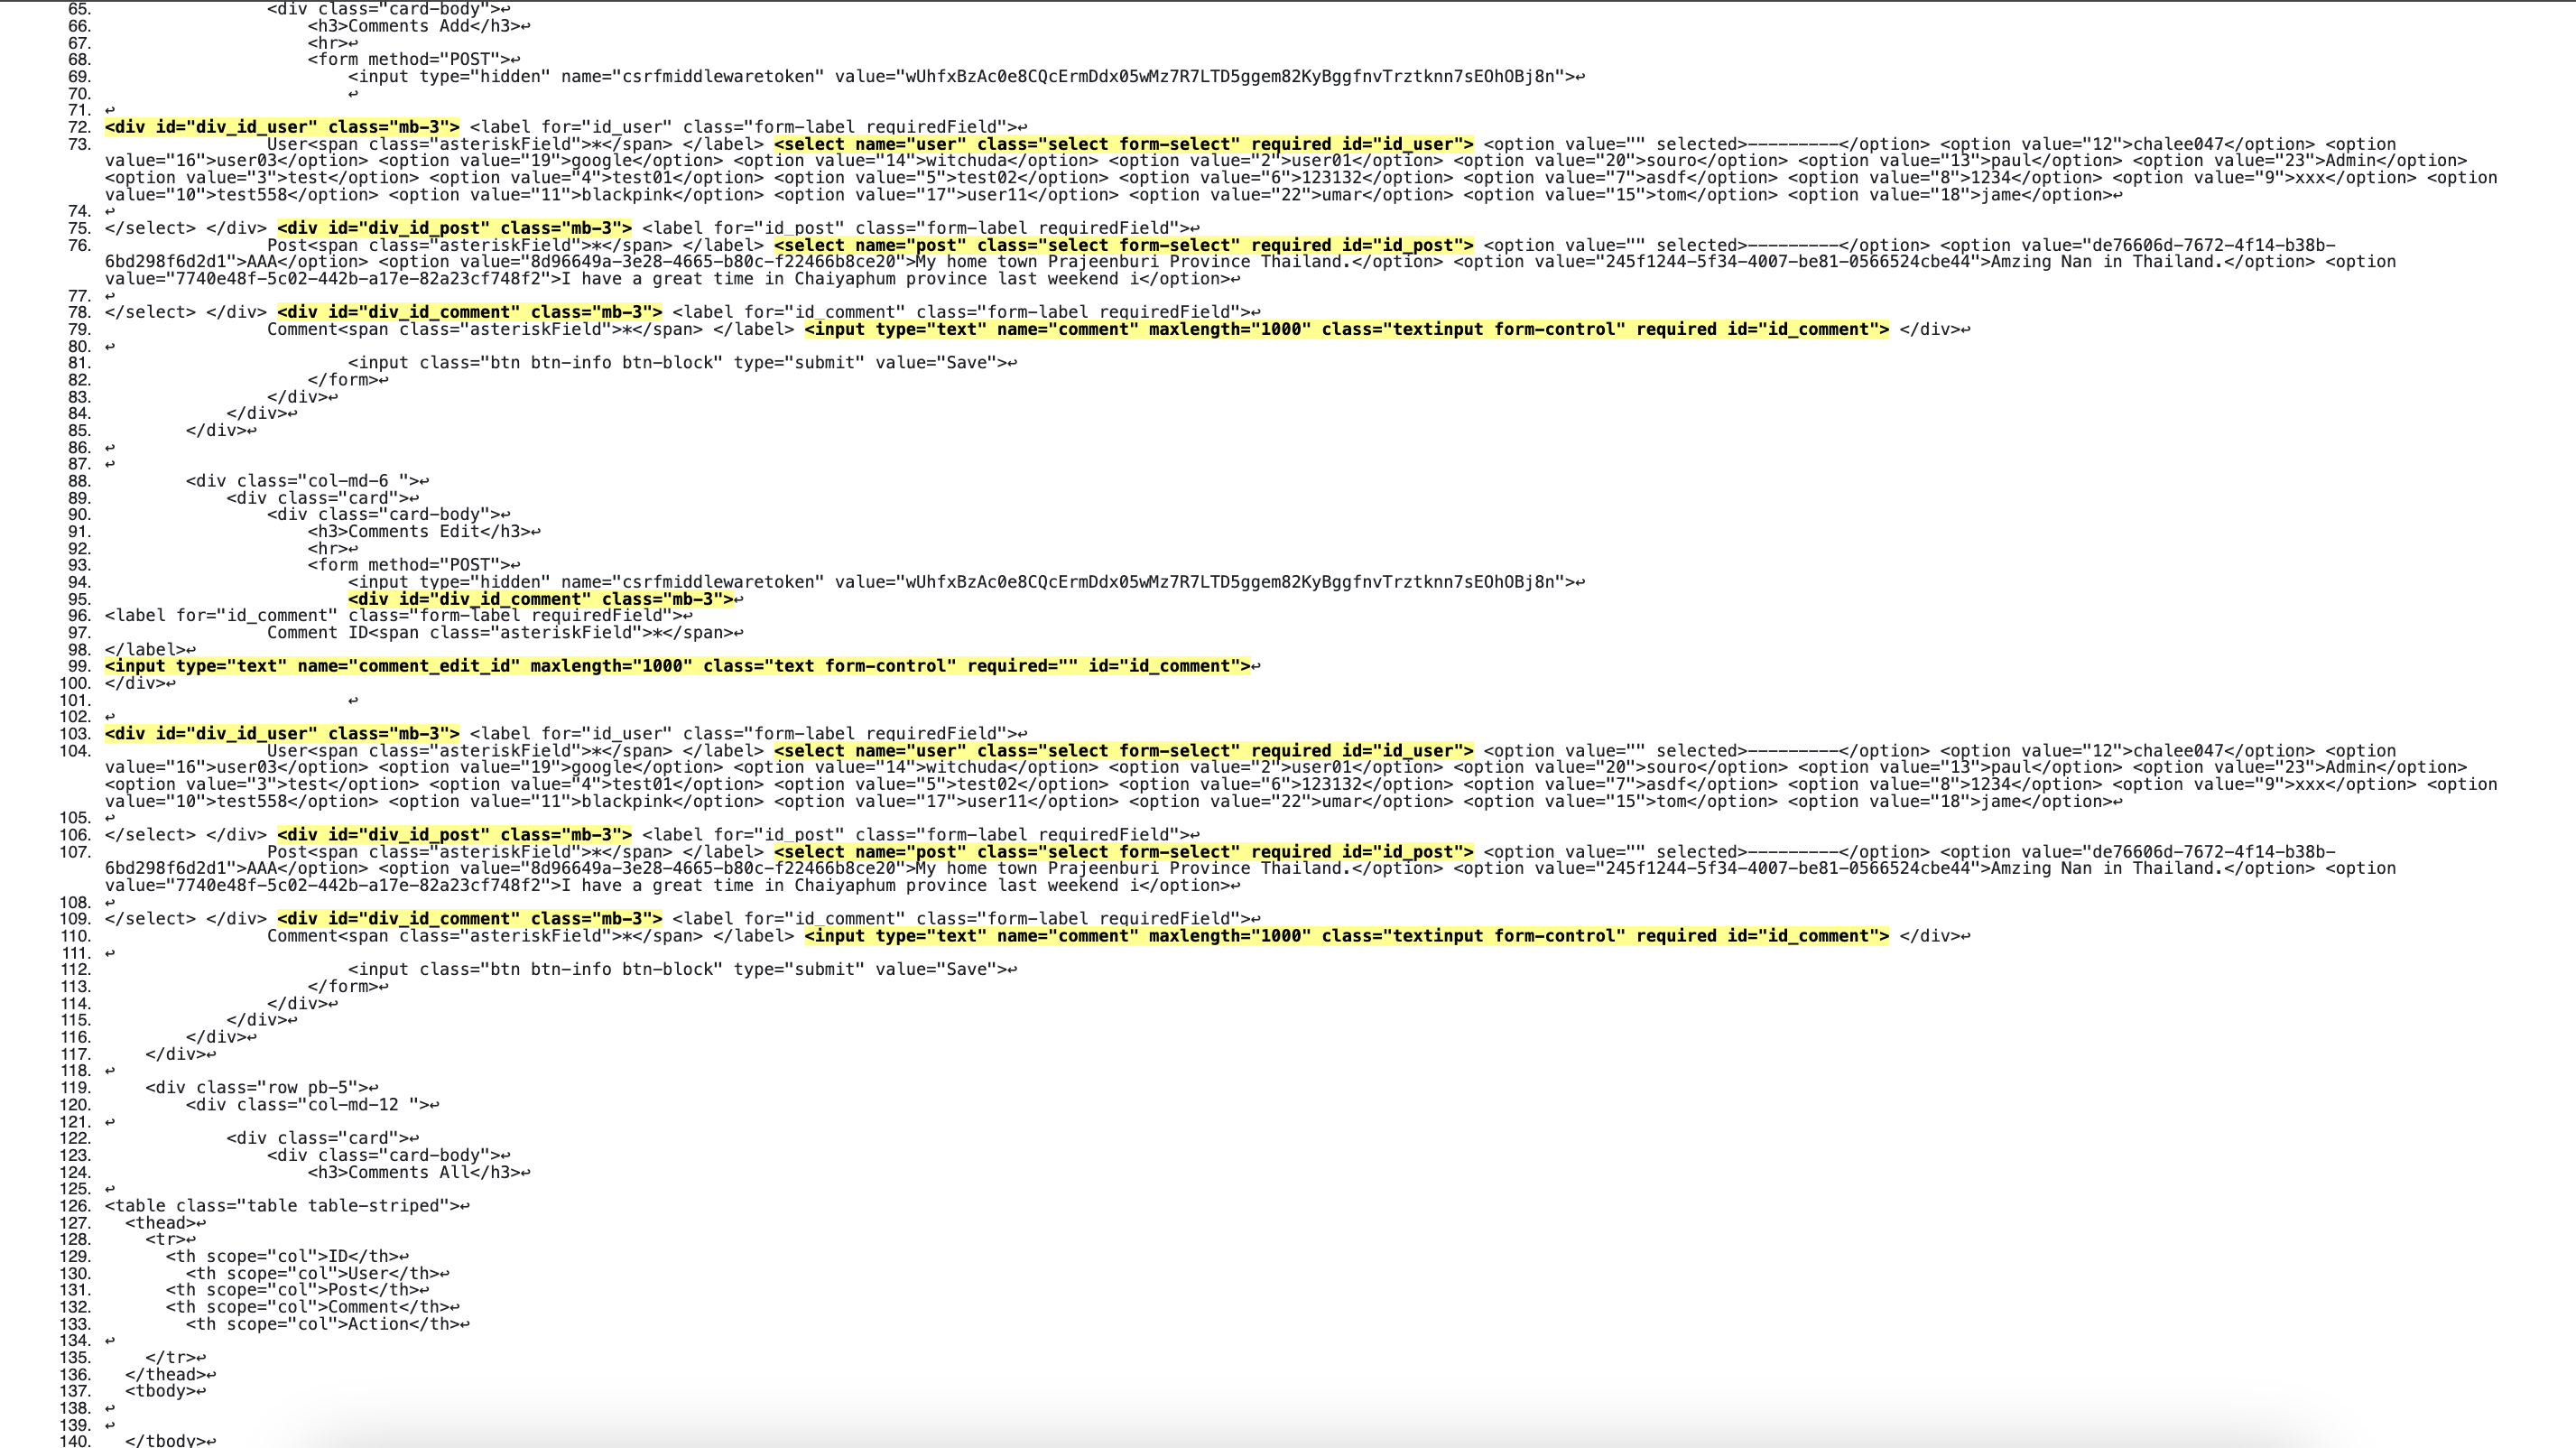 65. <div class="card-body">↩
66. <h3>Comments Add</h3>↩
67. <hr>↩
68. <form method="POST">↩
69. <input type="hidden" name="csrfmiddlewaretoken" value="wUhfxBzAc0e8CQcErmDdx05wMz7R7LTD5ggem82KyBggfnvTrztknn7sEOhOBj8n">↩
70. ↩
71. ↩
72. <div id="div_id_user" class="mb-3"> <label for="id_user" class="form-label requiredField">↩
73. User<span class="asteriskField">*</span> </label> <select name="user" class="select form-select" required id="id_user"> <option value="" selected>---------</option> <option value="12">chalee047</option> <option
value="16">user03</option> <option value="19">google</option> <option value="14">witchuda</option> <option value="2">user01</option> <option value="20">souro</option> <option value="13">paul</option> <option value="23">Admin</option>
<option value="3">test</option> <option value="4">test01</option> <option value="5">test02</option> <option value="6">123132</option> <option value="7">asdf</option> <option value="8">1234</option> <option value="9">xxx</option> <option
value="10">test558</option> <option value="11">blackpink</option> <option value="17">user11</option> <option value="22">umar</option> <option value="15">tom</option> <option value="18">jame</option>↩
74. ↩
75. </select> </div> <div id="div_id_post" class="mb-3"> <label for="id_post" class="form-label requiredField">↩
76. Post<span class="asteriskField">*</span> </label> <select name="post" class="select form-select" required id="id_post"> <option value="" selected>---------</option> <option value="de76606d-7672-4f14-b38b-
6bd298f6d2d1">AAA</option> <option value="8d96649a-3e28-4665-b80c-f22466b8ce20">My home town Prajeenburi Province Thailand.</option> <option value="245f1244-5f34-4007-be81-0566524cbe44">Amzing Nan in Thailand.</option> <option
value="7740e48f-5c02-442b-a17e-82a23cf748f2">I have a great time in Chaiyaphum province last weekend i</option>↩
77. ↩
78. </select> </div> <div id="div_id_comment" class="mb-3"> <label for="id_comment" class="form-label requiredField">↩
79. Comment<span class="asteriskField">*</span> </label> <input type="text" name="comment" maxlength="1000" class="textinput form-control" required id="id_comment"> </div>↩
80. ↩
81. <input class="btn btn-info btn-block" type="submit" value="Save">↩
82. </form>↩
83. </div>↩
84. </div>↩
85. </div>↩
86. ↩
87. ↩
88. <div class="col-md-6 ">↩
89. <div class="card">↩
90. <div class="card-body">↩
91. <h3>Comments Edit</h3>↩
92. <hr>↩
93. <form method="POST">↩
94. <input type="hidden" name="csrfmiddlewaretoken" value="wUhfxBzAc0e8CQcErmDdx05wMz7R7LTD5ggem82KyBggfnvTrztknn7sEOhOBj8n">↩
95. <div id="div_id_comment" class="mb-3">↩
96. <label for="id_comment" class="form-label requiredField">↩
97. Comment ID<span class="asteriskField">*</span>↩
98. </label>↩
99. <input type="text" name="comment_edit_id" maxlength="1000" class="text form-control" required="" id="id_comment">↩
100. </div>↩
101. ↩
102. ↩
103. <div id="div_id_user" class="mb-3"> <label for="id_user" class="form-label requiredField">↩
104. User<span class="asteriskField">*</span> </label> <select name="user" class="select form-select" required id="id_user"> <option value="" selected>---------</option> <option value="12">chalee047</option> <option
value="16">user03</option> <option value="19">google</option> <option value="14">witchuda</option> <option value="2">user01</option> <option value="20">souro</option> <option value="13">paul</option> <option value="23">Admin</option>
<option value="3">test</option> <option value="4">test01</option> <option value="5">test02</option> <option value="6">123132</option> <option value="7">asdf</option> <option value="8">1234</option> <option value="9">xxx</option> <option
value="10">test558</option> <option value="11">blackpink</option> <option value="17">user11</option> <option value="22">umar</option> <option value="15">tom</option> <option value="18">jame</option>↩
105. ↩
106. </select> </div> <div id="div_id_post" class="mb-3"> <label for="id_post" class="form-label requiredField">↩
107. Post<span class="asteriskField">*</span> </label> <select name="post" class="select form-select" required id="id_post"> <option value="" selected>---------</option> <option value="de76606d-7672-4f14-b38b-
6bd298f6d2d1">AAA</option> <option value="8d96649a-3e28-4665-b80c-f22466b8ce20">My home town Prajeenburi Province Thailand.</option> <option value="245f1244-5f34-4007-be81-0566524cbe44">Amzing Nan in Thailand.</option> <option
value="7740e48f-5c02-442b-a17e-82a23cf748f2">I have a great time in Chaiyaphum province last weekend i</option>↩
108. ↩
109. </select> </div> <div id="div_id_comment" class="mb-3"> <label for="id_comment" class="form-label requiredField">↩
110. Comment<span class="asteriskField">*</span> </label> <input type="text" name="comment" maxlength="1000" class="textinput form-control" required id="id_comment"> </div>↩
111. ↩
112. <input class="btn btn-info btn-block" type="submit" value="Save">↩
113. </form>↩
114. </div>↩
115. </div>↩
116. </div>↩
117. </div>↩
118. ↩
119. <div class="row pb-5">↩
120. <div class="col-md-12 ">↩
121. ↩
122. <div class="card">↩
123. <div class="card-body">↩
124. <h3>Comments All</h3>↩
125. ↩
126. <table class="table table-striped">↩
127. <thead>↩
128. <tr>↩
129. <th scope="col">ID</th>↩
130. <th scope="col">User</th>↩
131. <th scope="col">Post</th>↩
132. <th scope="col">Comment</th>↩
133. <th scope="col">Action</th>↩
134. ↩
135. </tr>↩
136. </thead>↩
137. <tbody>↩
138. ↩
139. ↩
140. </tbody>↩